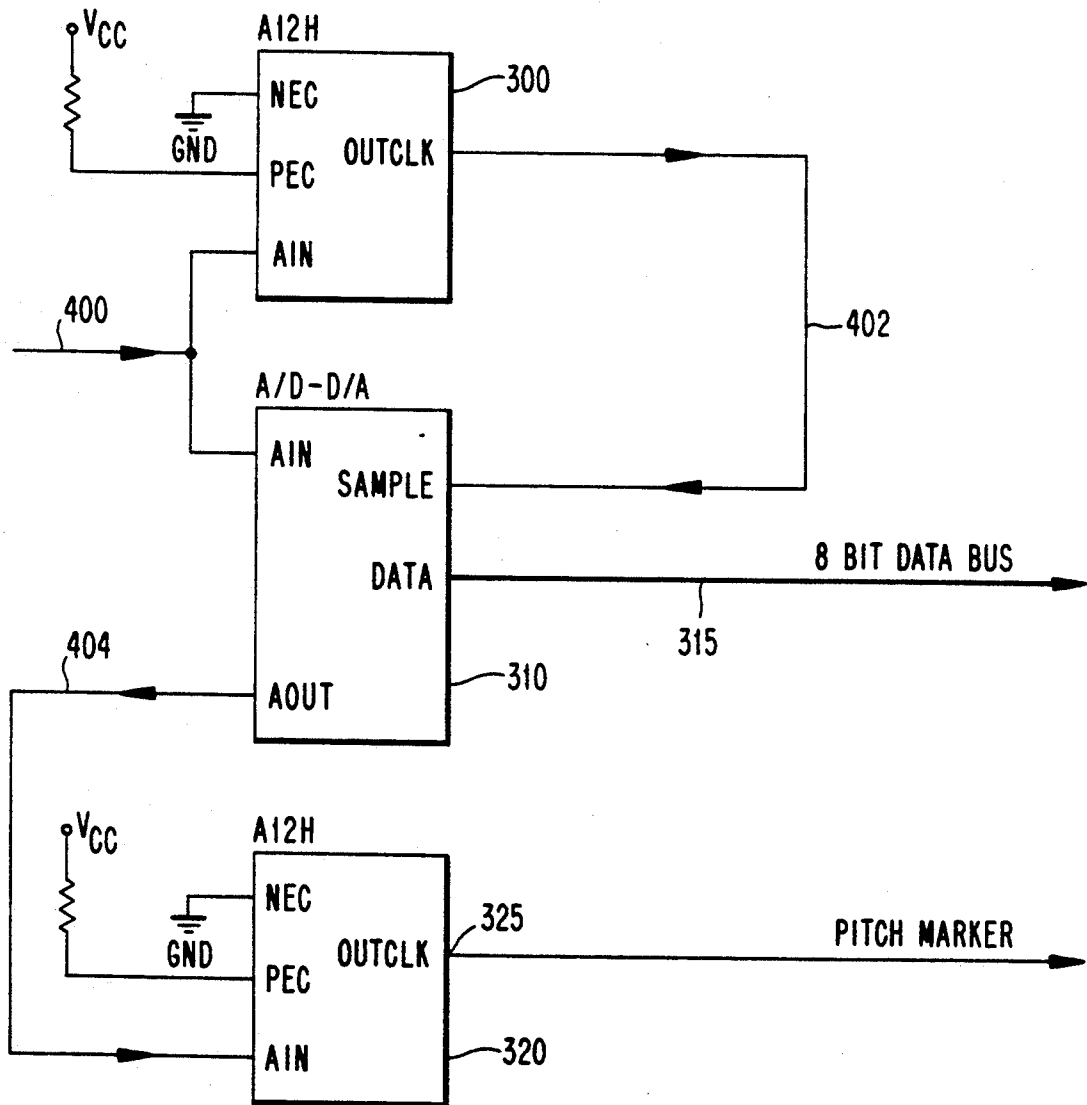 VCC
A12H
300
NEC
GND
OUTCLK
PEC
AIN
400
402
A/D-D/A
AIN
SAMPLE
8 BIT DATA BUS
DATA
315
404
310
AOUT
VCC
A12H
NEC
325
PITCH MARKER
GND
OUTCLK
PEC
320
AIN